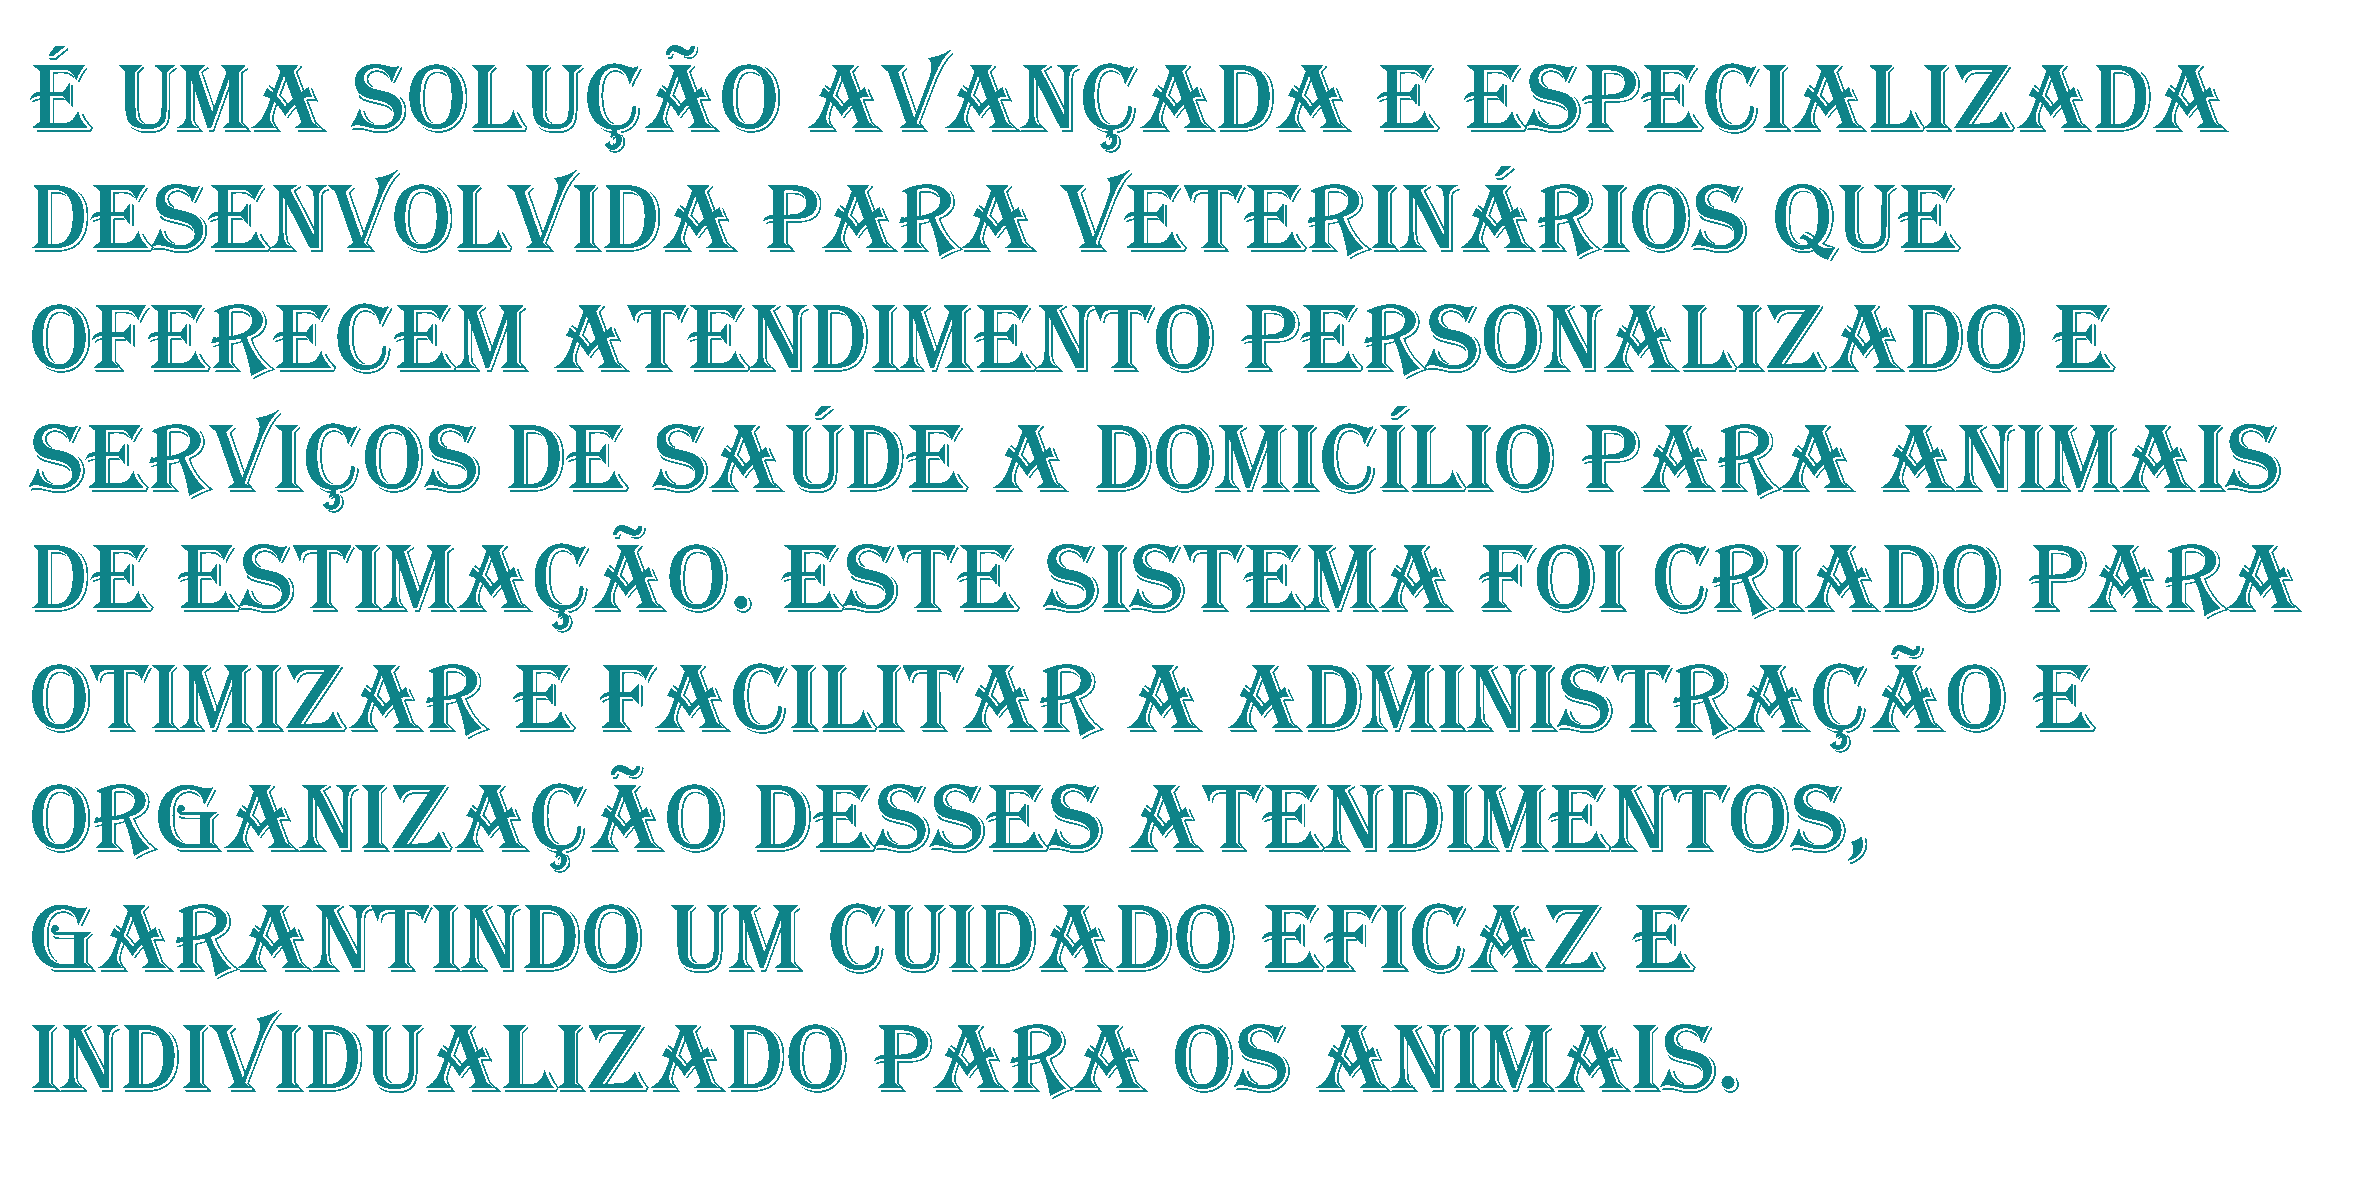 É UMA SOLUÇÃO AVANÇADA E ESPECIALIZADA
DESENVOLVIDA PARA VETERINÁRIOS QUE
OFERECEM ATENDIMENTO PERSONALIZADO E
SERVIÇOS DE SAÚDE A DOMICÍLIO PARA ANIMAIS
DE ESTIMAÇÃO. ESTE SISTEMA FOI CRIADO PARA
OTIMIZAR E FACILITAR A ADMINISTRAÇÃO E
ORGANIZAÇÃO DESSES ATENDIMENTOS,
GARANTINDO UM CUIDADO EFICAZ E
INDIVIDUALIZADO PARA OS ANIMAIS.